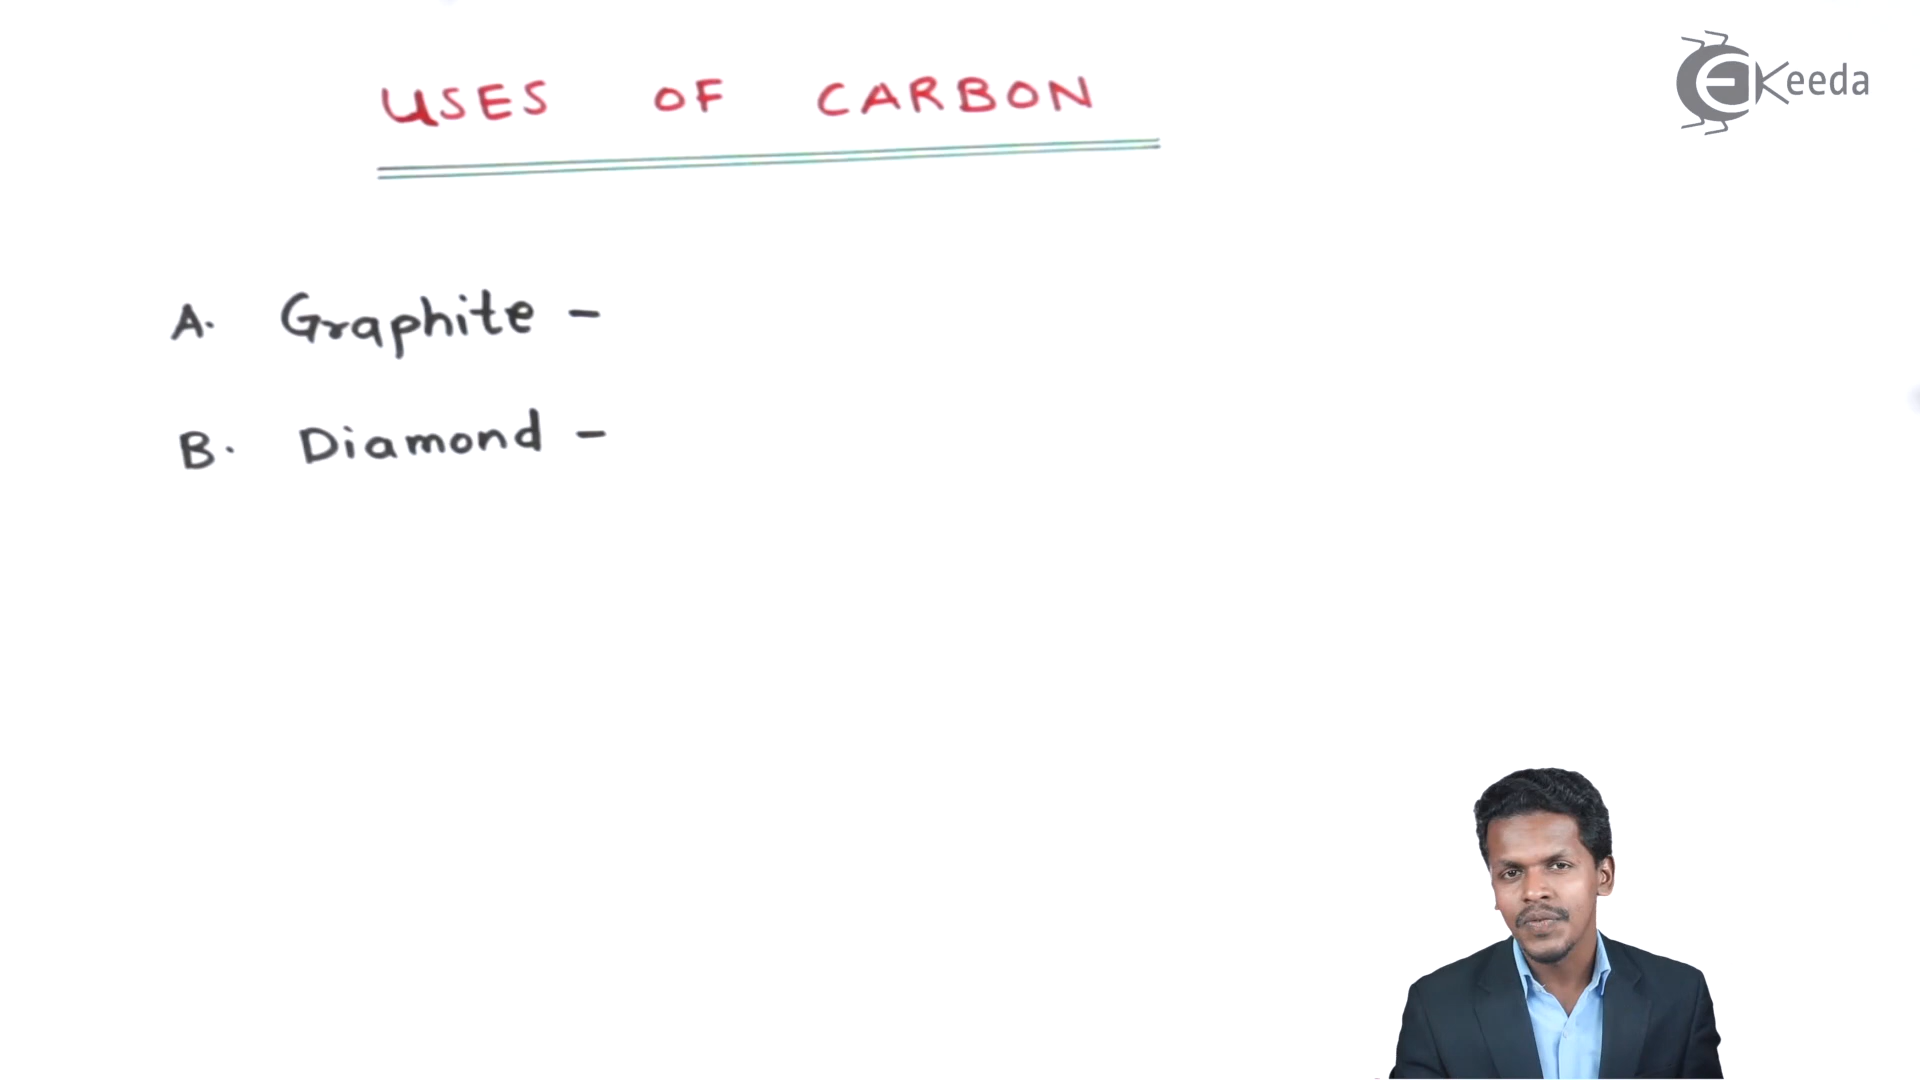 USES OF CARBON
EKeeda
A. Graphite -
B. Diamond -